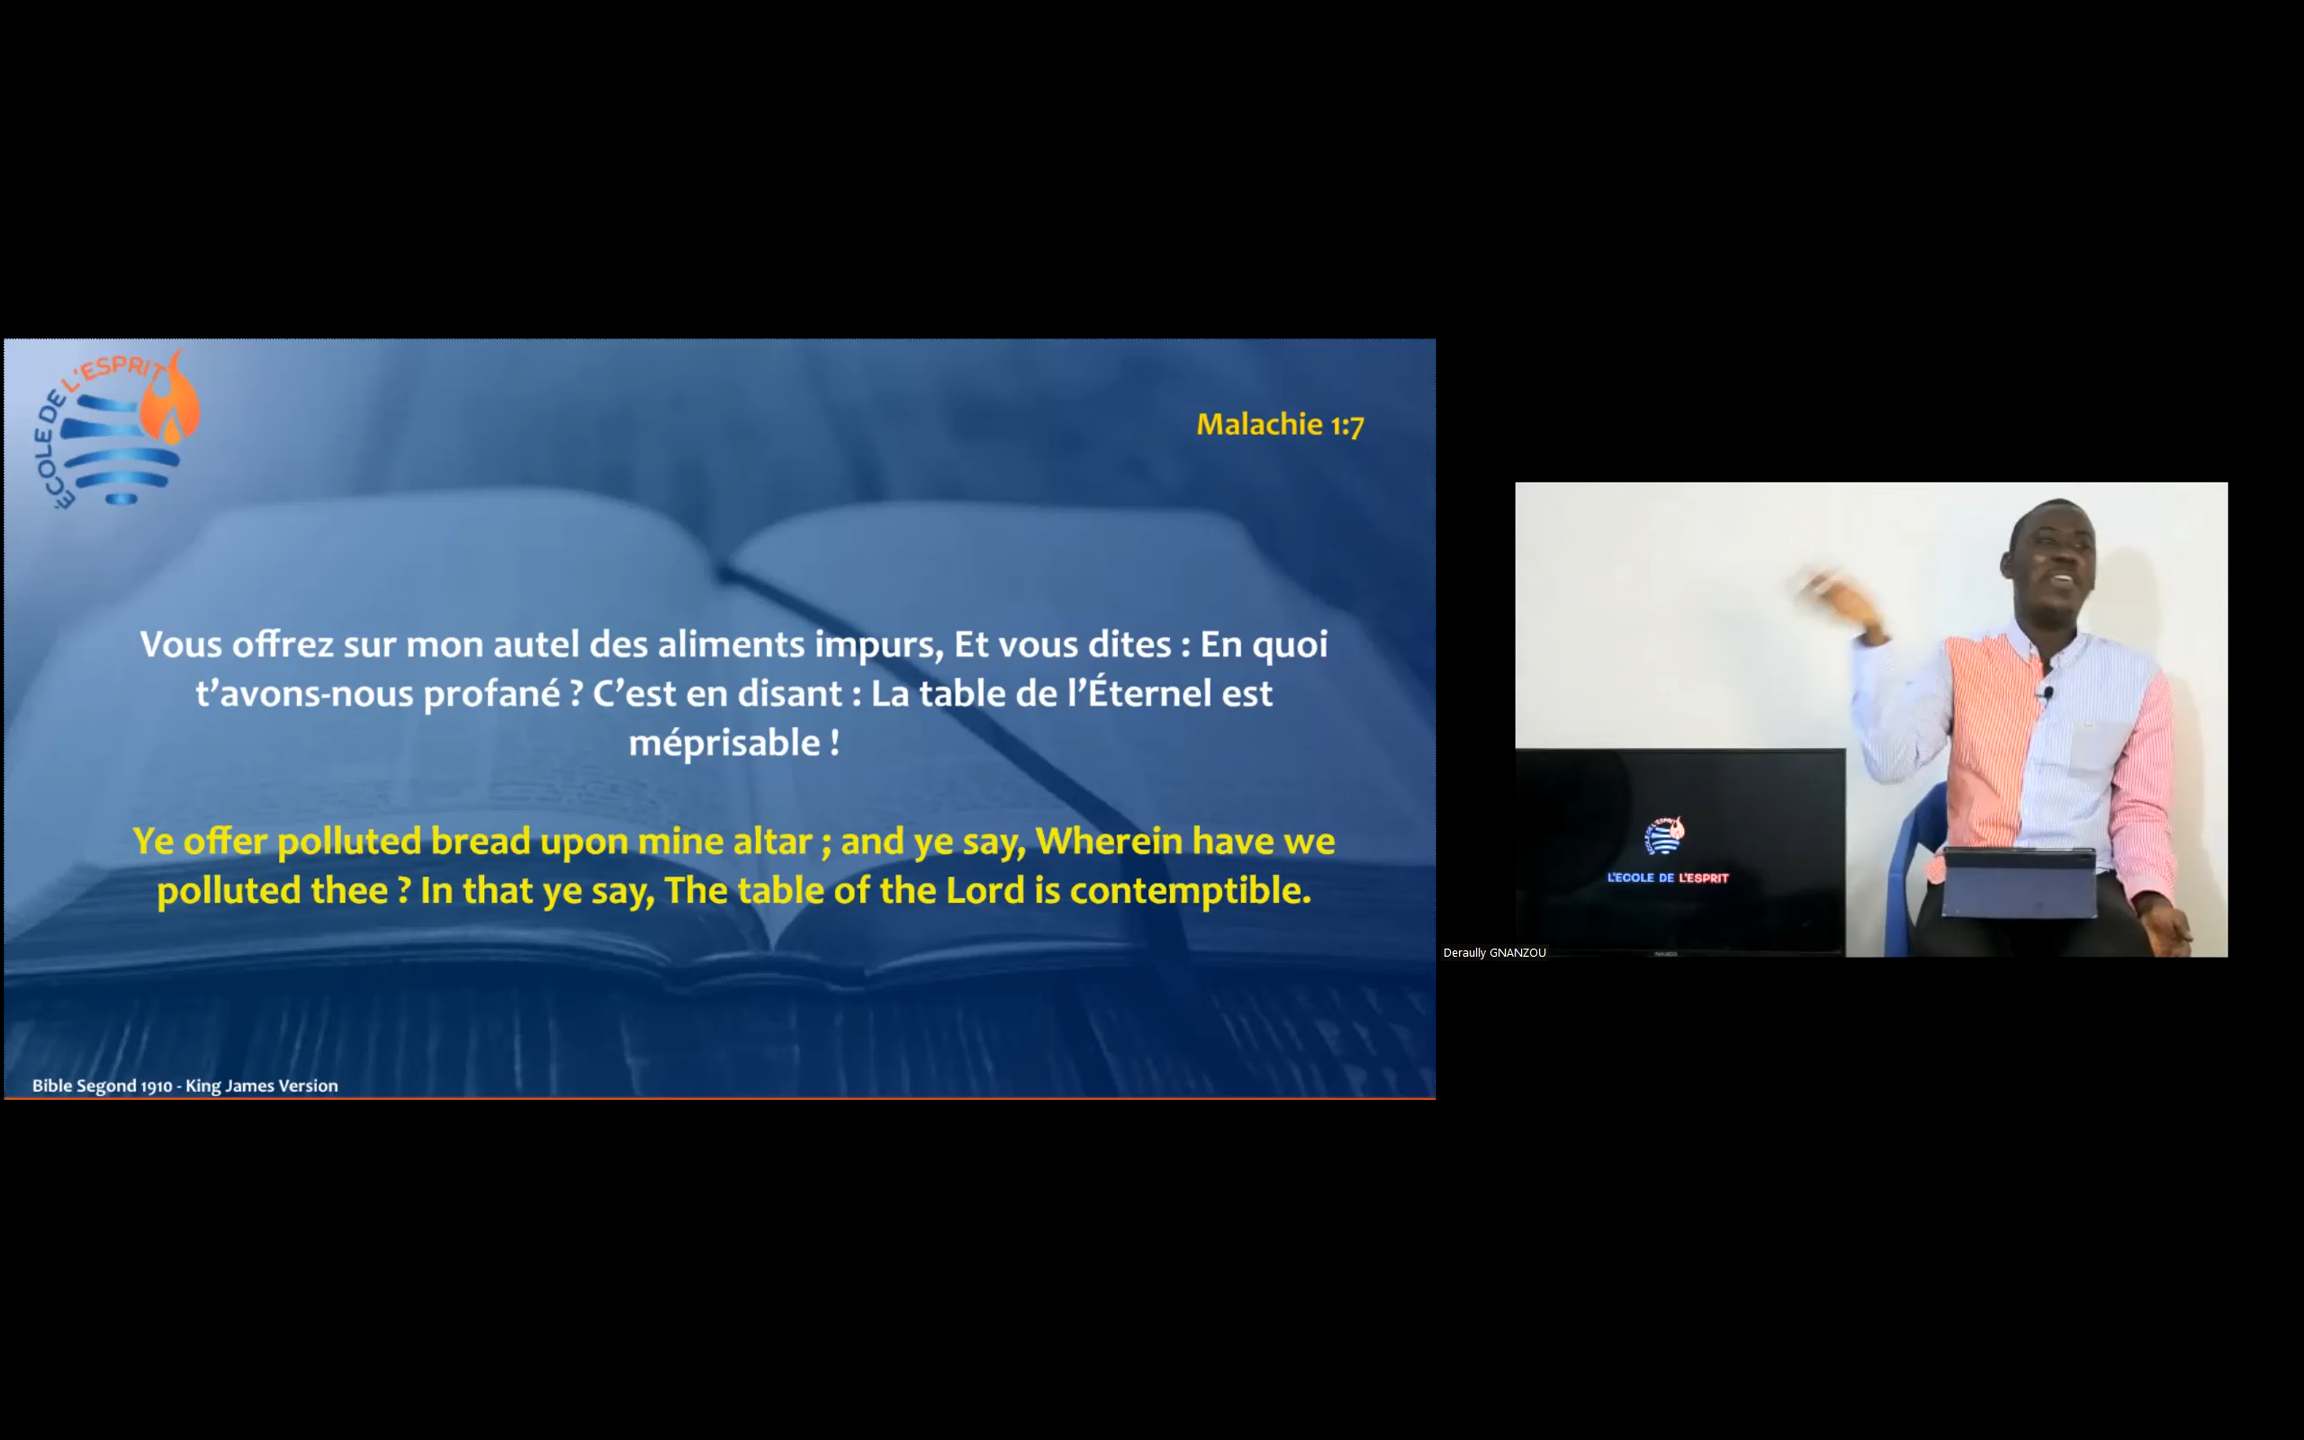 ÉCOLE DE L'ESPRIT
Malachie 1:7
Vous offrez sur mon autel des aliments impurs, Et vous dites : En quoi
t’avons-nous profané ? C’est en disant : La table de l’Éternel est
méprisable !
Ye offer polluted bread upon mine altar ; and ye say, Wherein have we
polluted thee ? In that ye say, The table of the Lord is contemptible.
Bible Segond 1910 - King James Version
L'ECOLE DE L'ESPRIT
Deraully GNANZOU